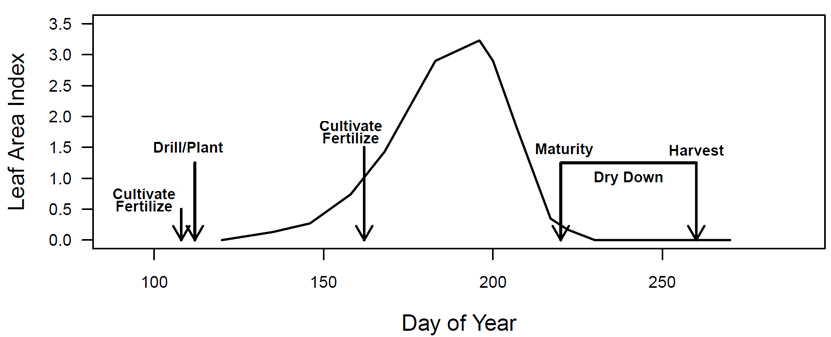 3.5
3.0
2.5
2.0
1.5
1.0
0.5
0.0
Leaf Area Index
Cultivate
Fertilize
Drill/Plant
Cultivate
Fertilize
Maturity
Harvest
Dry Down
100
150
200
250
Day of Year